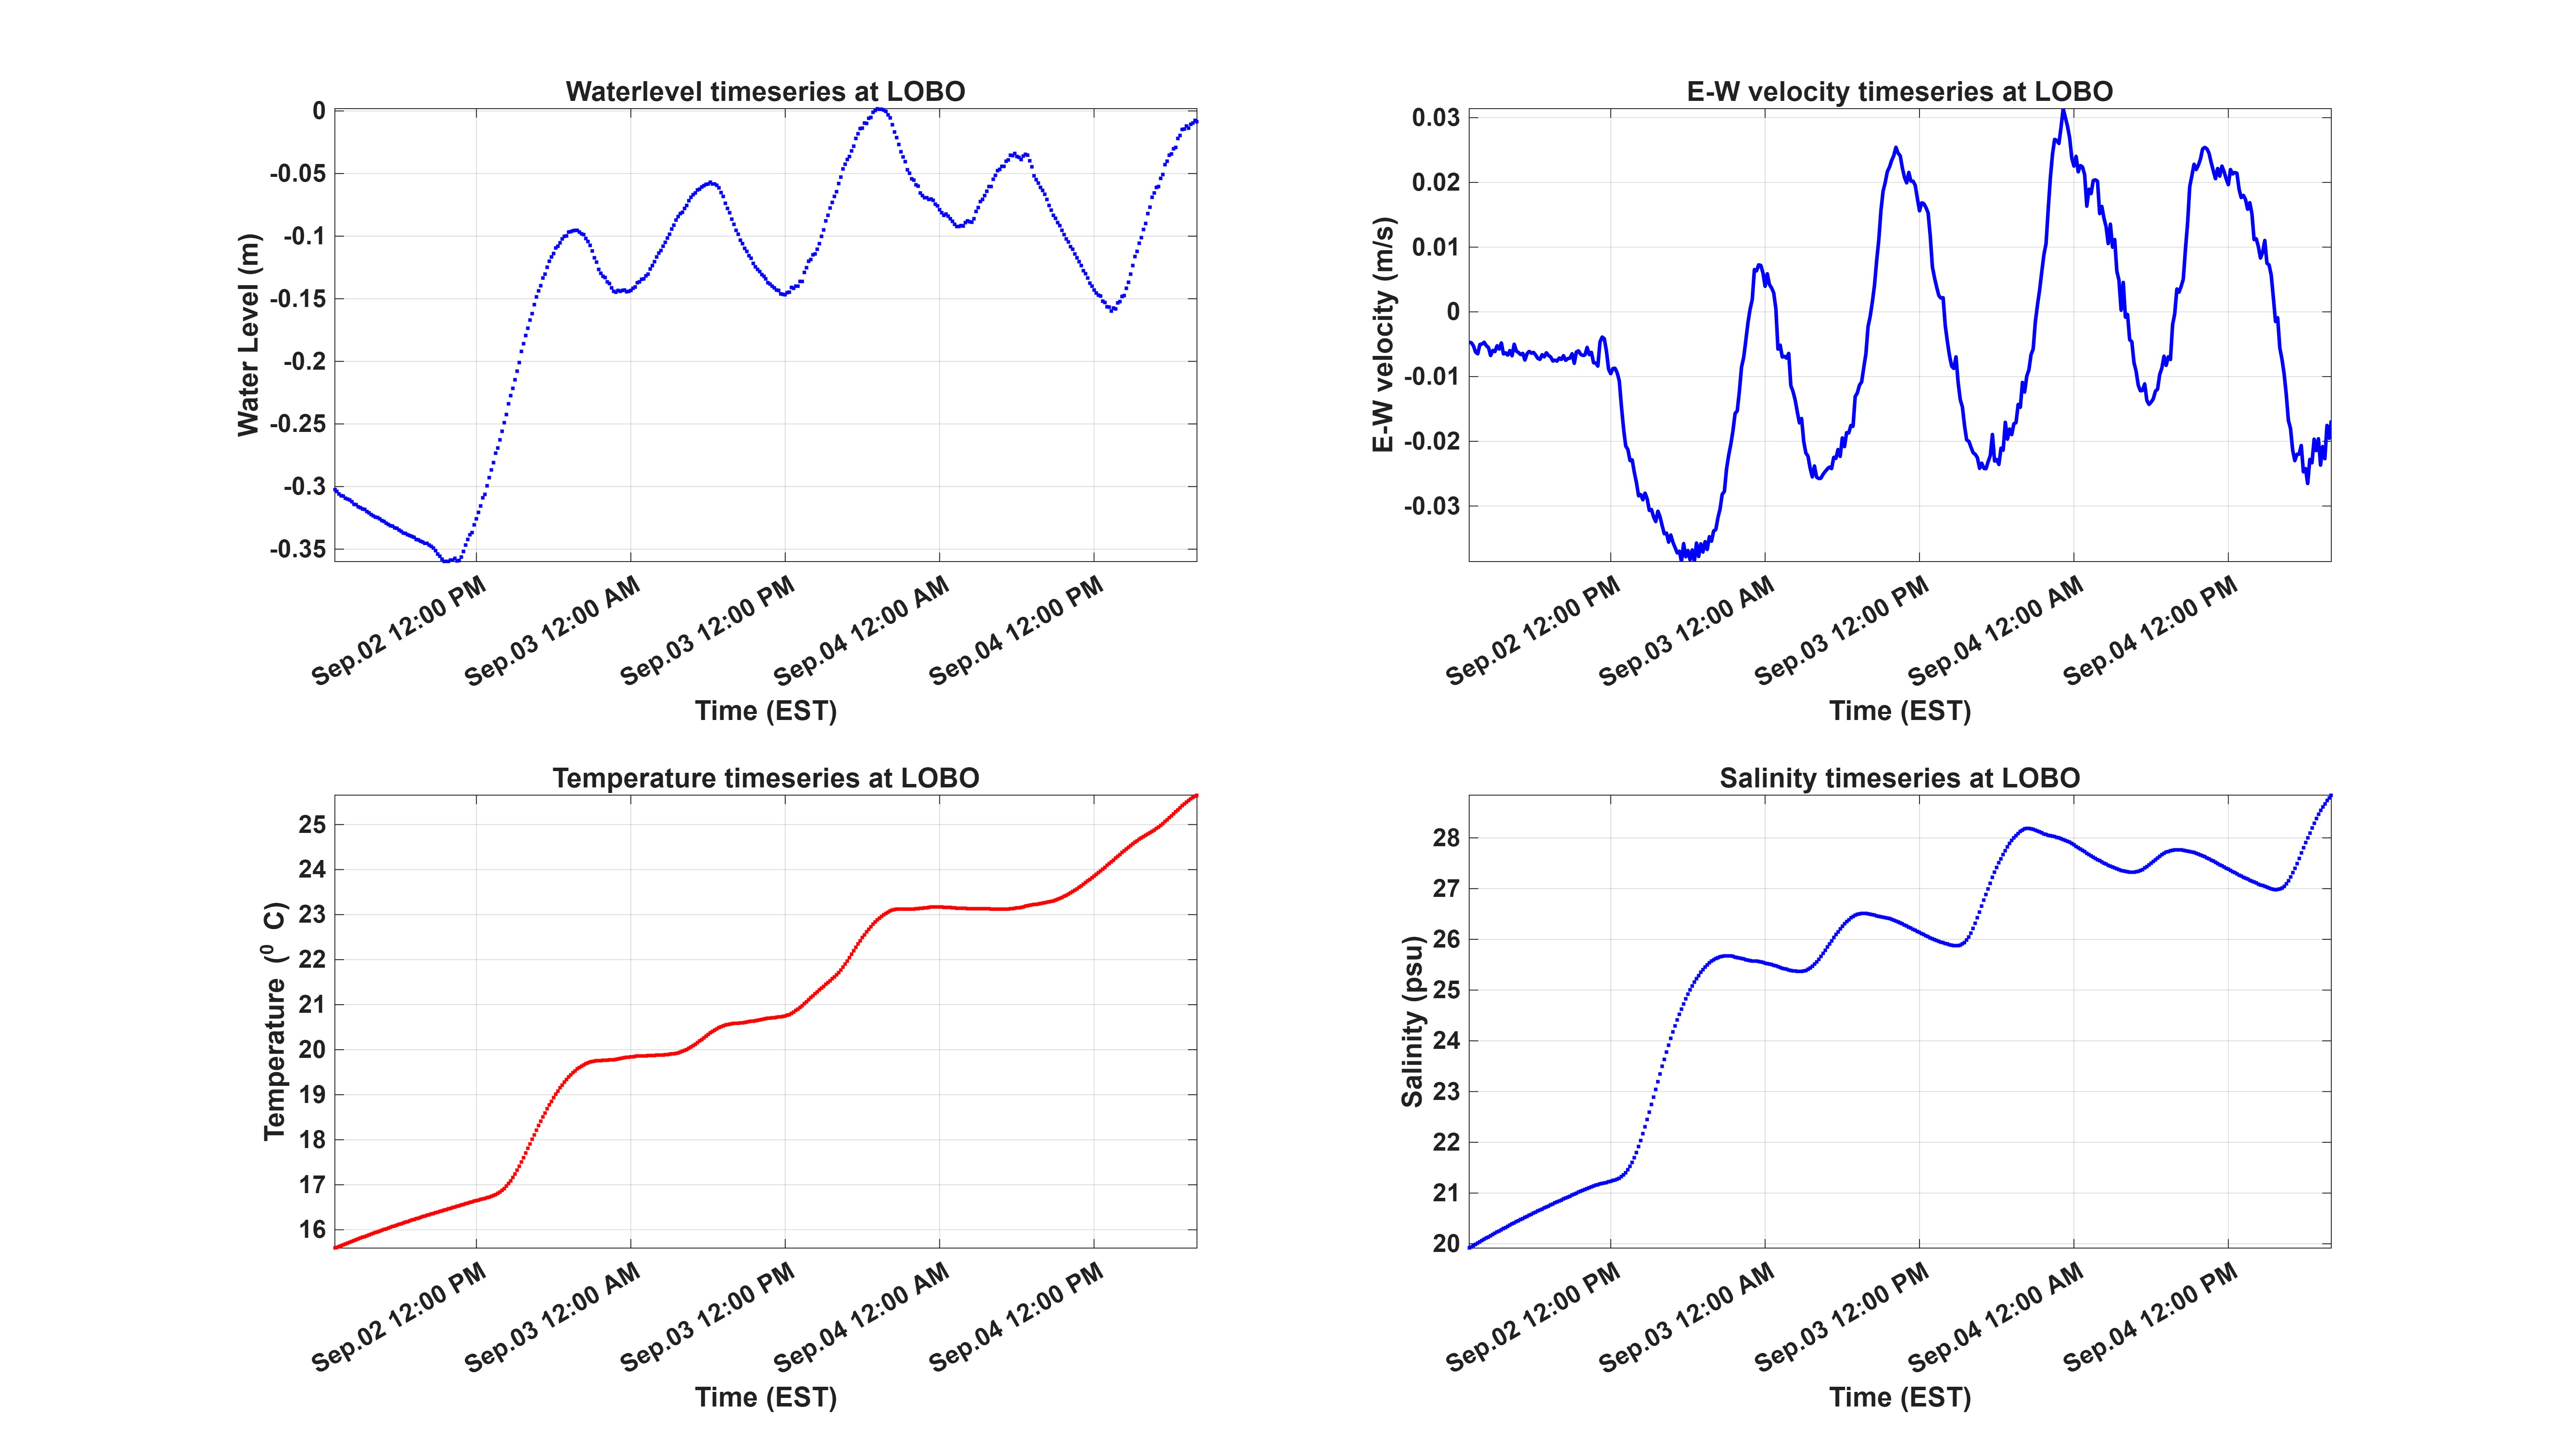 Waterlevel timeseries at LOBO
0
-0.05
-0.1
-0.15
-0.2
-0.25
-0.3
-0.35
Water Level (m)
Sep.02 12:00 PM
Sep.03 12:00 AM
Sep.03 12:00 PM
Sep.04 12:00 AM
Sep.04 12:00 PM
Time (EST)
E-W velocity timeseries at LOBO
0.03
0.02
0.01
0
-0.01
-0.02
-0.03
E-W velocity (m/s)
Sep.02 12:00 PM
Sep.03 12:00 AM
Sep.03 12:00 PM
Sep.04 12:00 AM
Sep.04 12:00 PM
Time (EST)
Temperature timeseries at LOBO
25
24
23
22
21
20
19
18
17
16
Temperature (⁰ C)
Sep.02 12:00 PM
Sep.03 12:00 AM
Sep.03 12:00 PM
Sep.04 12:00 AM
Sep.04 12:00 PM
Time (EST)
Salinity timeseries at LOBO
28
27
26
25
24
23
22
21
20
Salinity (psu)
Sep.02 12:00 PM
Sep.03 12:00 AM
Sep.03 12:00 PM
Sep.04 12:00 AM
Sep.04 12:00 PM
Time (EST)